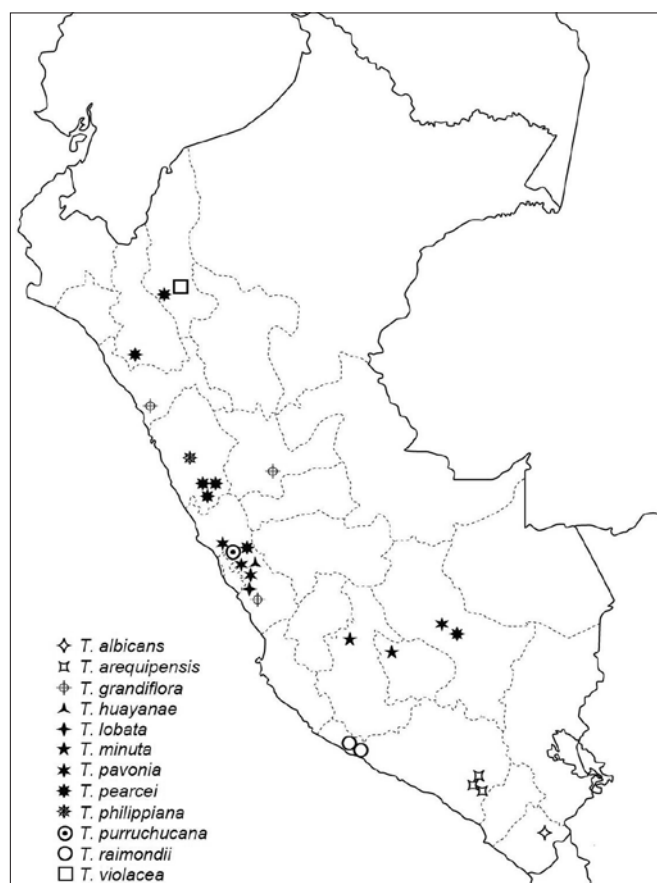 T. albicans
T. arequipensis
T. grandiflora
T. huayanae
T. lobata
T. minuta
T. pavonia
T. pearcei
T. philippiana
T. purruchucana
T. raimondii
T. violacea